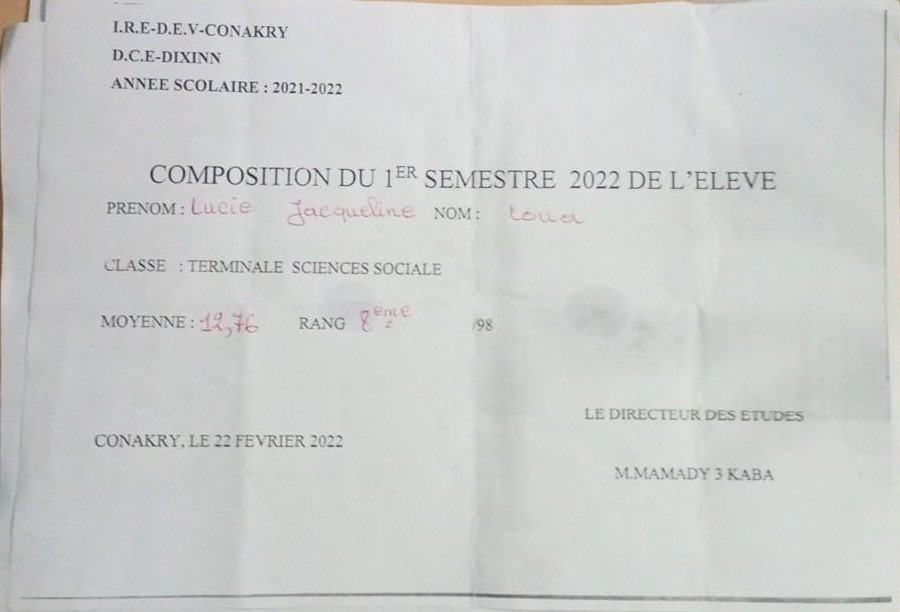 I.R.E-D.E.V-CONAKRY
D.C.E-DIXINN
ANNEE SCOLAIRE : 2021-2022
COMPOSITION DU 1ER SEMESTRE 2022 DE L'ELEVE
PRENOM : Lucie Jacqueline NOM : Loua
CLASSE : TERMINALE SCIENCES SOCIALE
MOYENNE : 12,76 RANG 8ème /98
LE DIRECTEUR DES ETUDES
CONAKRY, LE 22 FEVRIER 2022
M.MAMADY 3 KABA